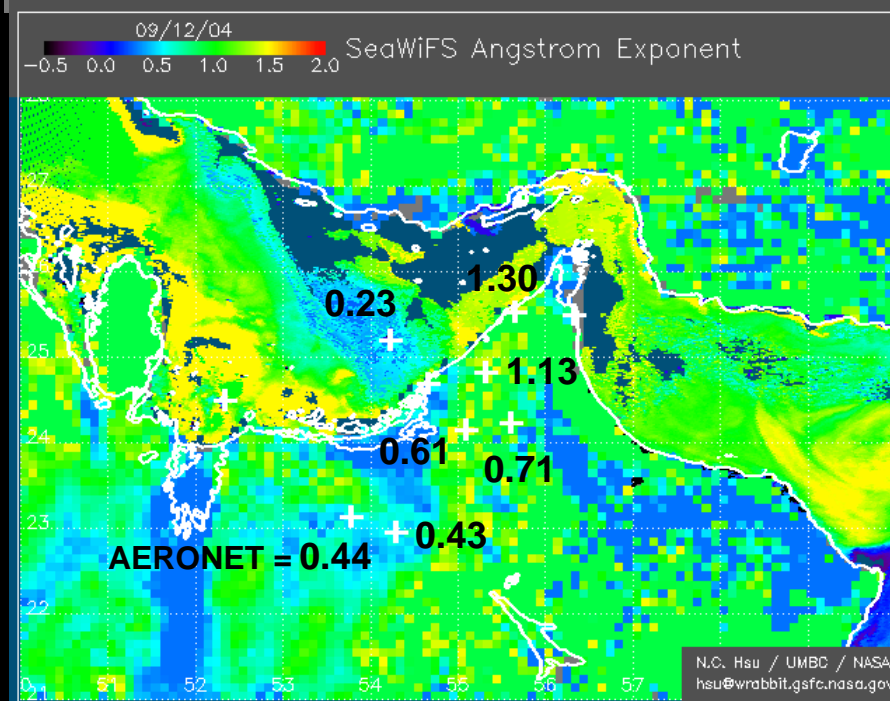 09/12/04
−0.5 0.0 0.5 1.0 1.5 2.0
SeaWiFS Angstrom Exponent
27
1.30
0.23
25
1.13
24
0.61
0.71
23
0.43
AERONET = 0.44
22
N.C. Hsu / UMBC / NASA
hsu@wrabbit.gsfc.nasa.gov
21
51 52 53 54 55 56 57